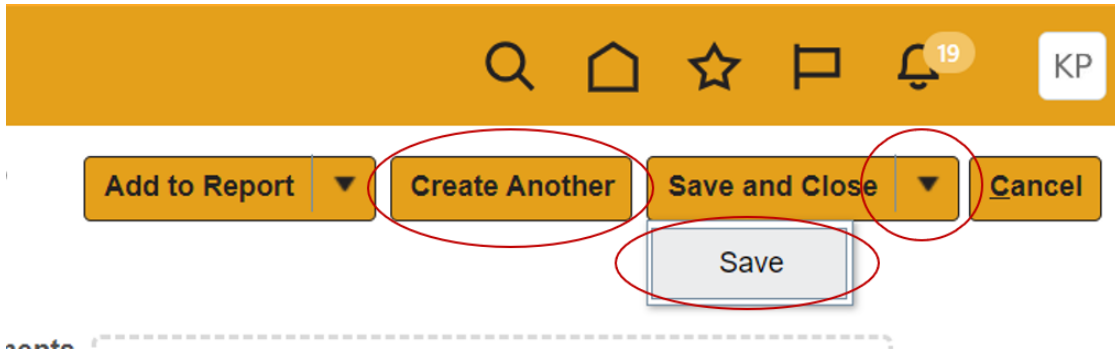 19
KP
Add to Report
Create Another
Save and Close
Cancel
Save